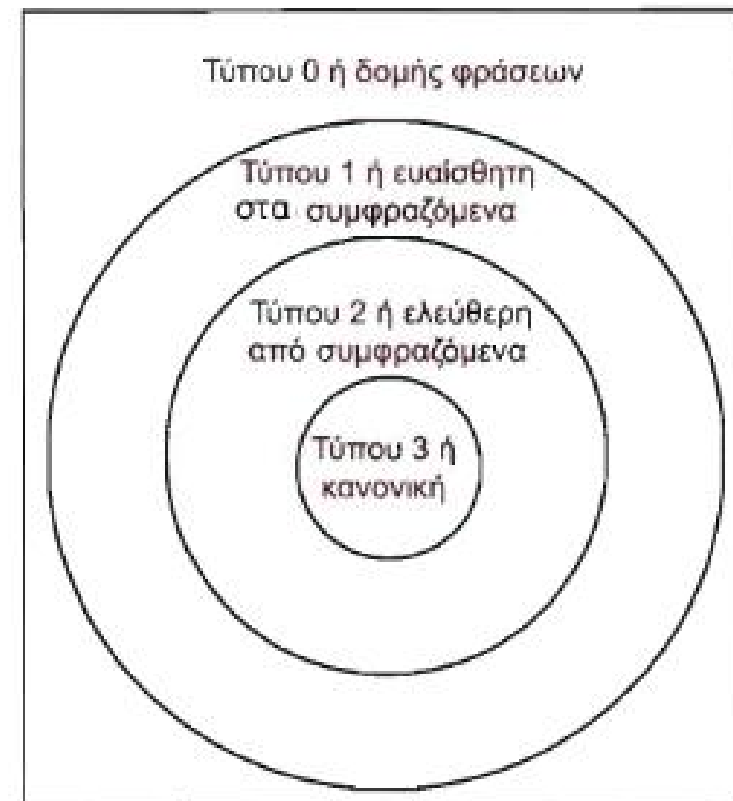 Τύπου 0 ή δομής φράσεων
Τύπου 1 ή ευαίσθητη
στα συμφραζόμενα
Τύπου 2 ή ελεύθερη
από συμφραζόμενα
Τύπου 3 ή
κανονική